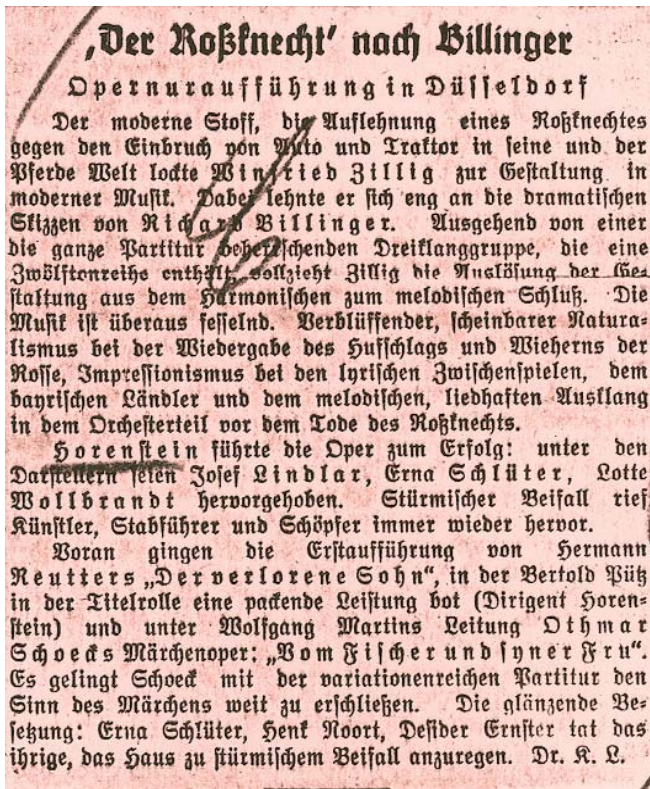 ‚Der Roßknecht‘ nach Billinger
Opernuraufführung in Düsseldorf
Der moderne Stoff, die Auflehnung eines Roßknechtes
gegen den Einbruch von Auto und Traktor in seine und der
Pferde Welt lockte Winfried Zillig zur Gestaltung in
moderner Musik. Dabei lehnte er sich eng an die dramatischen
Skizzen von Richard Billinger. Ausgehend von einer
die ganze Partitur beherrschenden Dreiklanggruppe, die eine
Zwölftonreihe enthält, vollzieht Zillig die Auslösung der Ge-
staltung aus dem Harmonischen zum melodischen Schluß. Die
Musik ist überaus fesselnd. Verblüffender, scheinbarer Natura-
lismus bei der Wiedergabe des Hufschlags und Wieherns der
Rosse, Impressionismus bei den lyrischen Zwischenspielen, dem
bayrischen Ländler und dem melodischen, liedhaften Ausklang
in dem Orchesterteil vor dem Tode des Roßknechts.
Horenstein führte die Oper zum Erfolg: unter den
Darstellern seien Josef Lindlar, Erna Schlüter, Lotte
Wollbrandt hervorgehoben. Stürmischer Beifall rief
Künstler, Stabführer und Schöpfer immer wieder hervor.
Voran gingen die Erstaufführung von Hermann
Reutters „Der verlorene Sohn“, in der Bertold Pütz
in der Titelrolle eine packende Leistung bot (Dirigent Horen-
stein) und unter Wolfgang Martins Leitung Othmar
Schoecks Märchenoper: „Vom Fischer und syner Fru“.
Es gelingt Schoeck mit der variationenreichen Partitur den
Sinn des Märchens weit zu erschließen. Die glänzende Be-
setzung: Erna Schlüter, Henk Noort, Desider Ernster tat das
ihrige, das Haus zu stürmischem Beifall anzuregen. Dr. K. L.